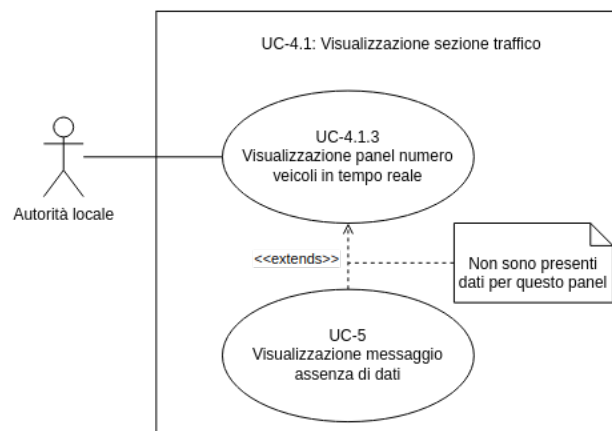 UC-4.1: Visualizzazione sezione traffico
UC-4.1.3
Visualizzazione panel numero
veicoli in tempo reale
Autorità locale
<<extends>>
Non sono presenti
dati per questo panel
UC-5
Visualizzazione messaggio
assenza di dati